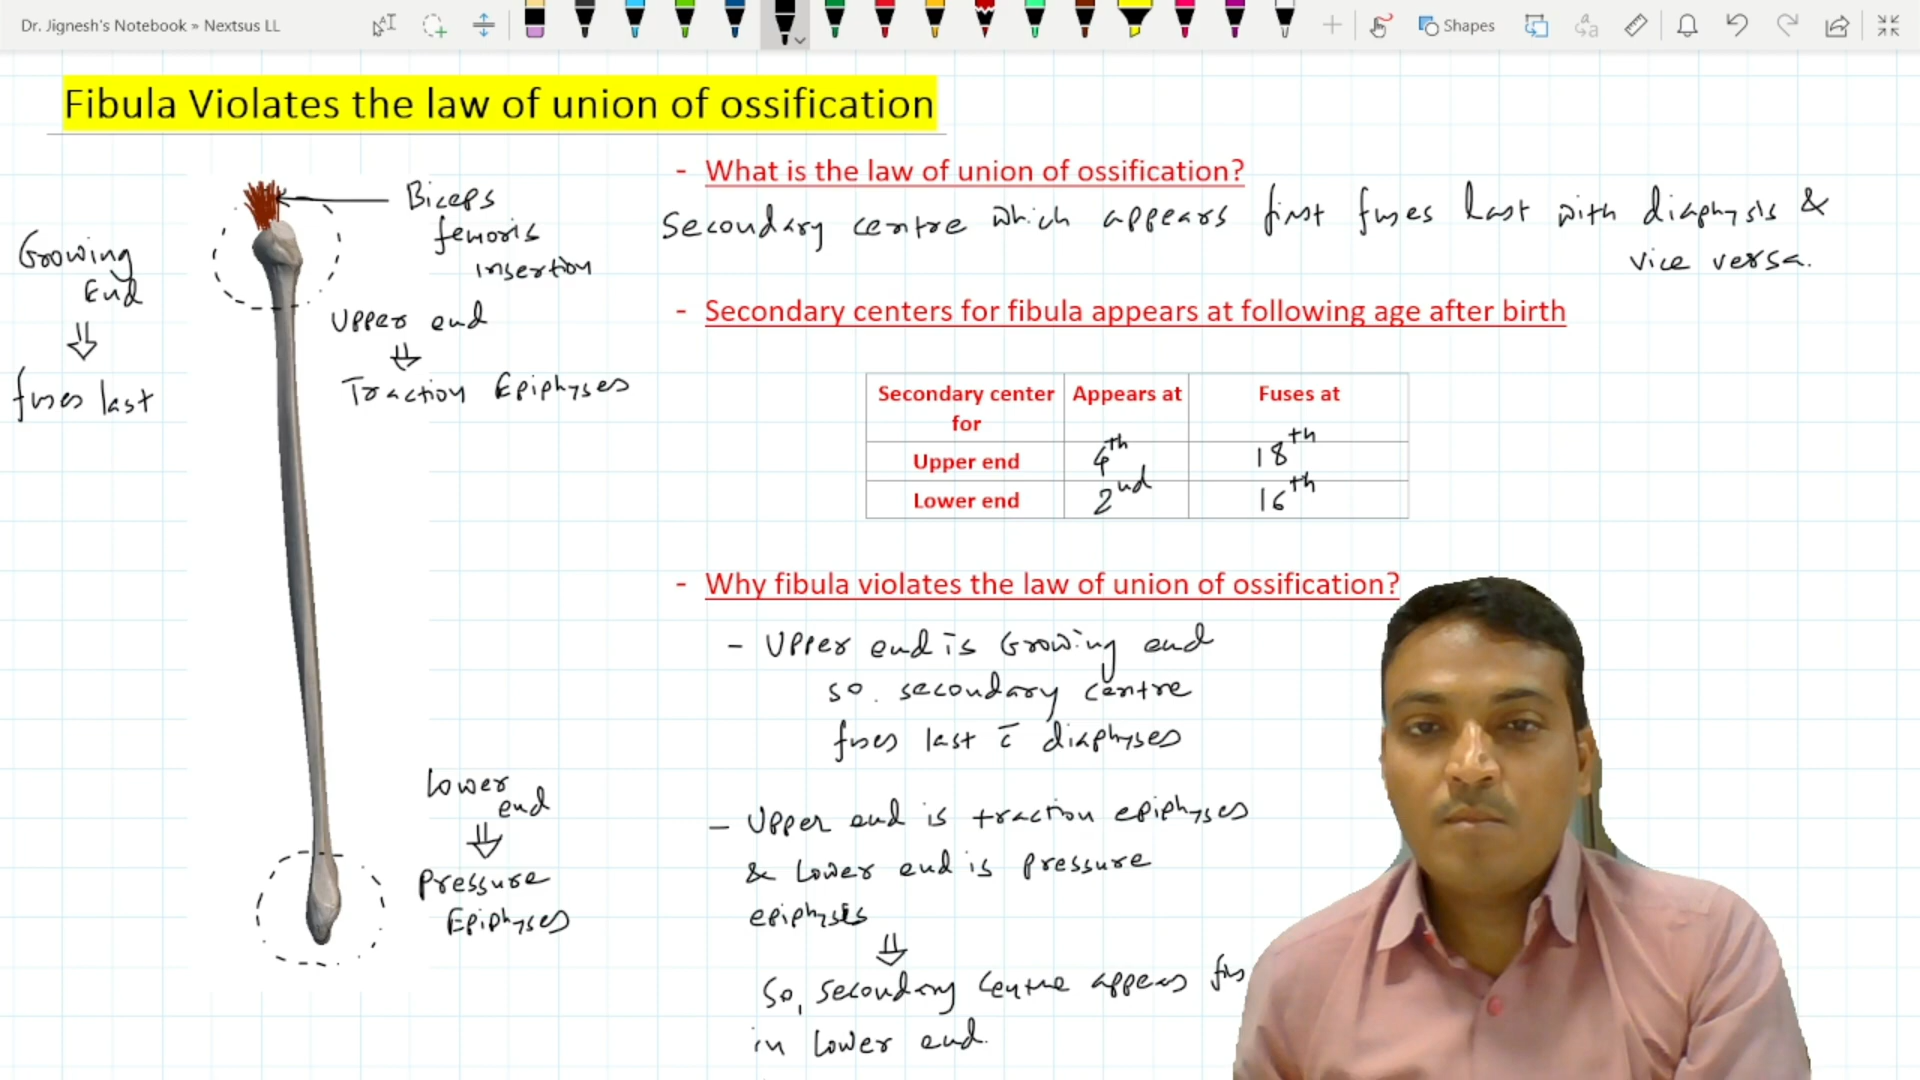 Dr. Jignesh's Notebook » Nextsus LL
Shapes
Fibula Violates the law of union of ossification
Biceps
femoris
insertion
Growing
End
⇓
fuses last
Upper end
⇓
Traction Epiphyses
Lower
end
⇓
Pressure
Epiphyses
- What is the law of union of ossification?
Secondary centre which appears first fuses last with diaphysis &
vice versa.
- Secondary centers for fibula appears at following age after birth
Secondary center for Appears at Fuses at
Upper end 4th 18th
Lower end 2nd 16th
- Why fibula violates the law of union of ossification?
- Upper end is Growing end
so. secondary centre
fuses last c̄ diaphyses
- Upper end is traction epiphyses
& Lower end is pressure
epiphysis
⇓
So, Secondary Centre appears
in Lower end.